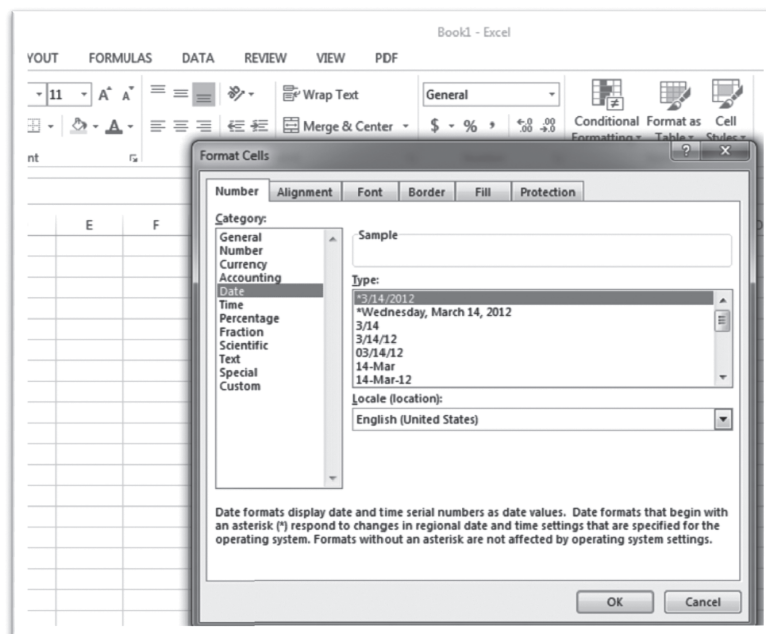 Book1 - Excel
YOUT FORMULAS DATA REVIEW VIEW PDF
11 A A Wrap Text General
Merge & Center $ % , .00 .00 Conditional Format as Cell
Formatting Table Styles
nt
Format Cells ? X
Number Alignment Font Border Fill Protection
Category:
E F
General Sample
Number
Currency
Accounting Type:
Date *3/14/2012
Time *Wednesday, March 14, 2012
Percentage 3/14
Fraction 3/14/12
Scientific 03/14/12
Text 14-Mar
Special 14-Mar-12
Custom
Locale (location):
English (United States)
Date formats display date and time serial numbers as date values. Date formats that begin with
an asterisk (*) respond to changes in regional date and time settings that are specified for the
operating system. Formats without an asterisk are not affected by operating system settings.
OK Cancel